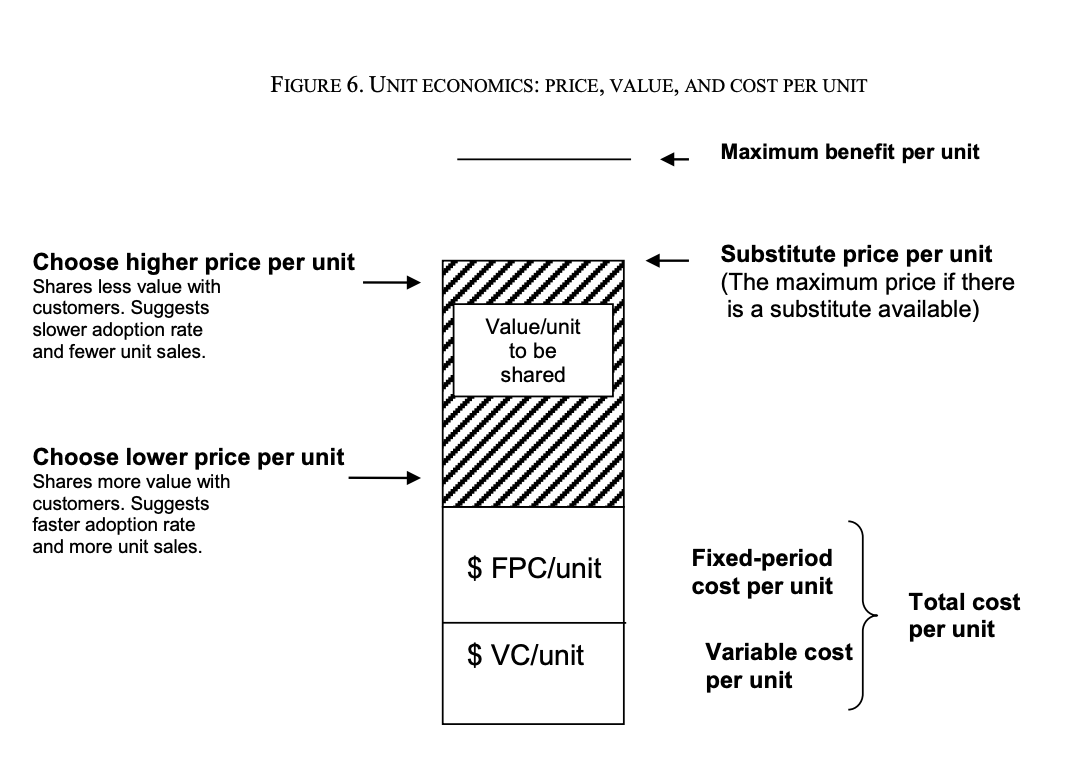 FIGURE 6. UNIT ECONOMICS: PRICE, VALUE, AND COST PER UNIT
Maximum benefit per unit
Substitute price per unit
(The maximum price if there
is a substitute available)
Choose higher price per unit
Shares less value with
customers. Suggests
slower adoption rate
and fewer unit sales.
Value/unit
to be
shared
Choose lower price per unit
Shares more value with
customers. Suggests
faster adoption rate
and more unit sales.
$ FPC/unit
Fixed-period
cost per unit
$ VC/unit
Variable cost
per unit
Total cost
per unit